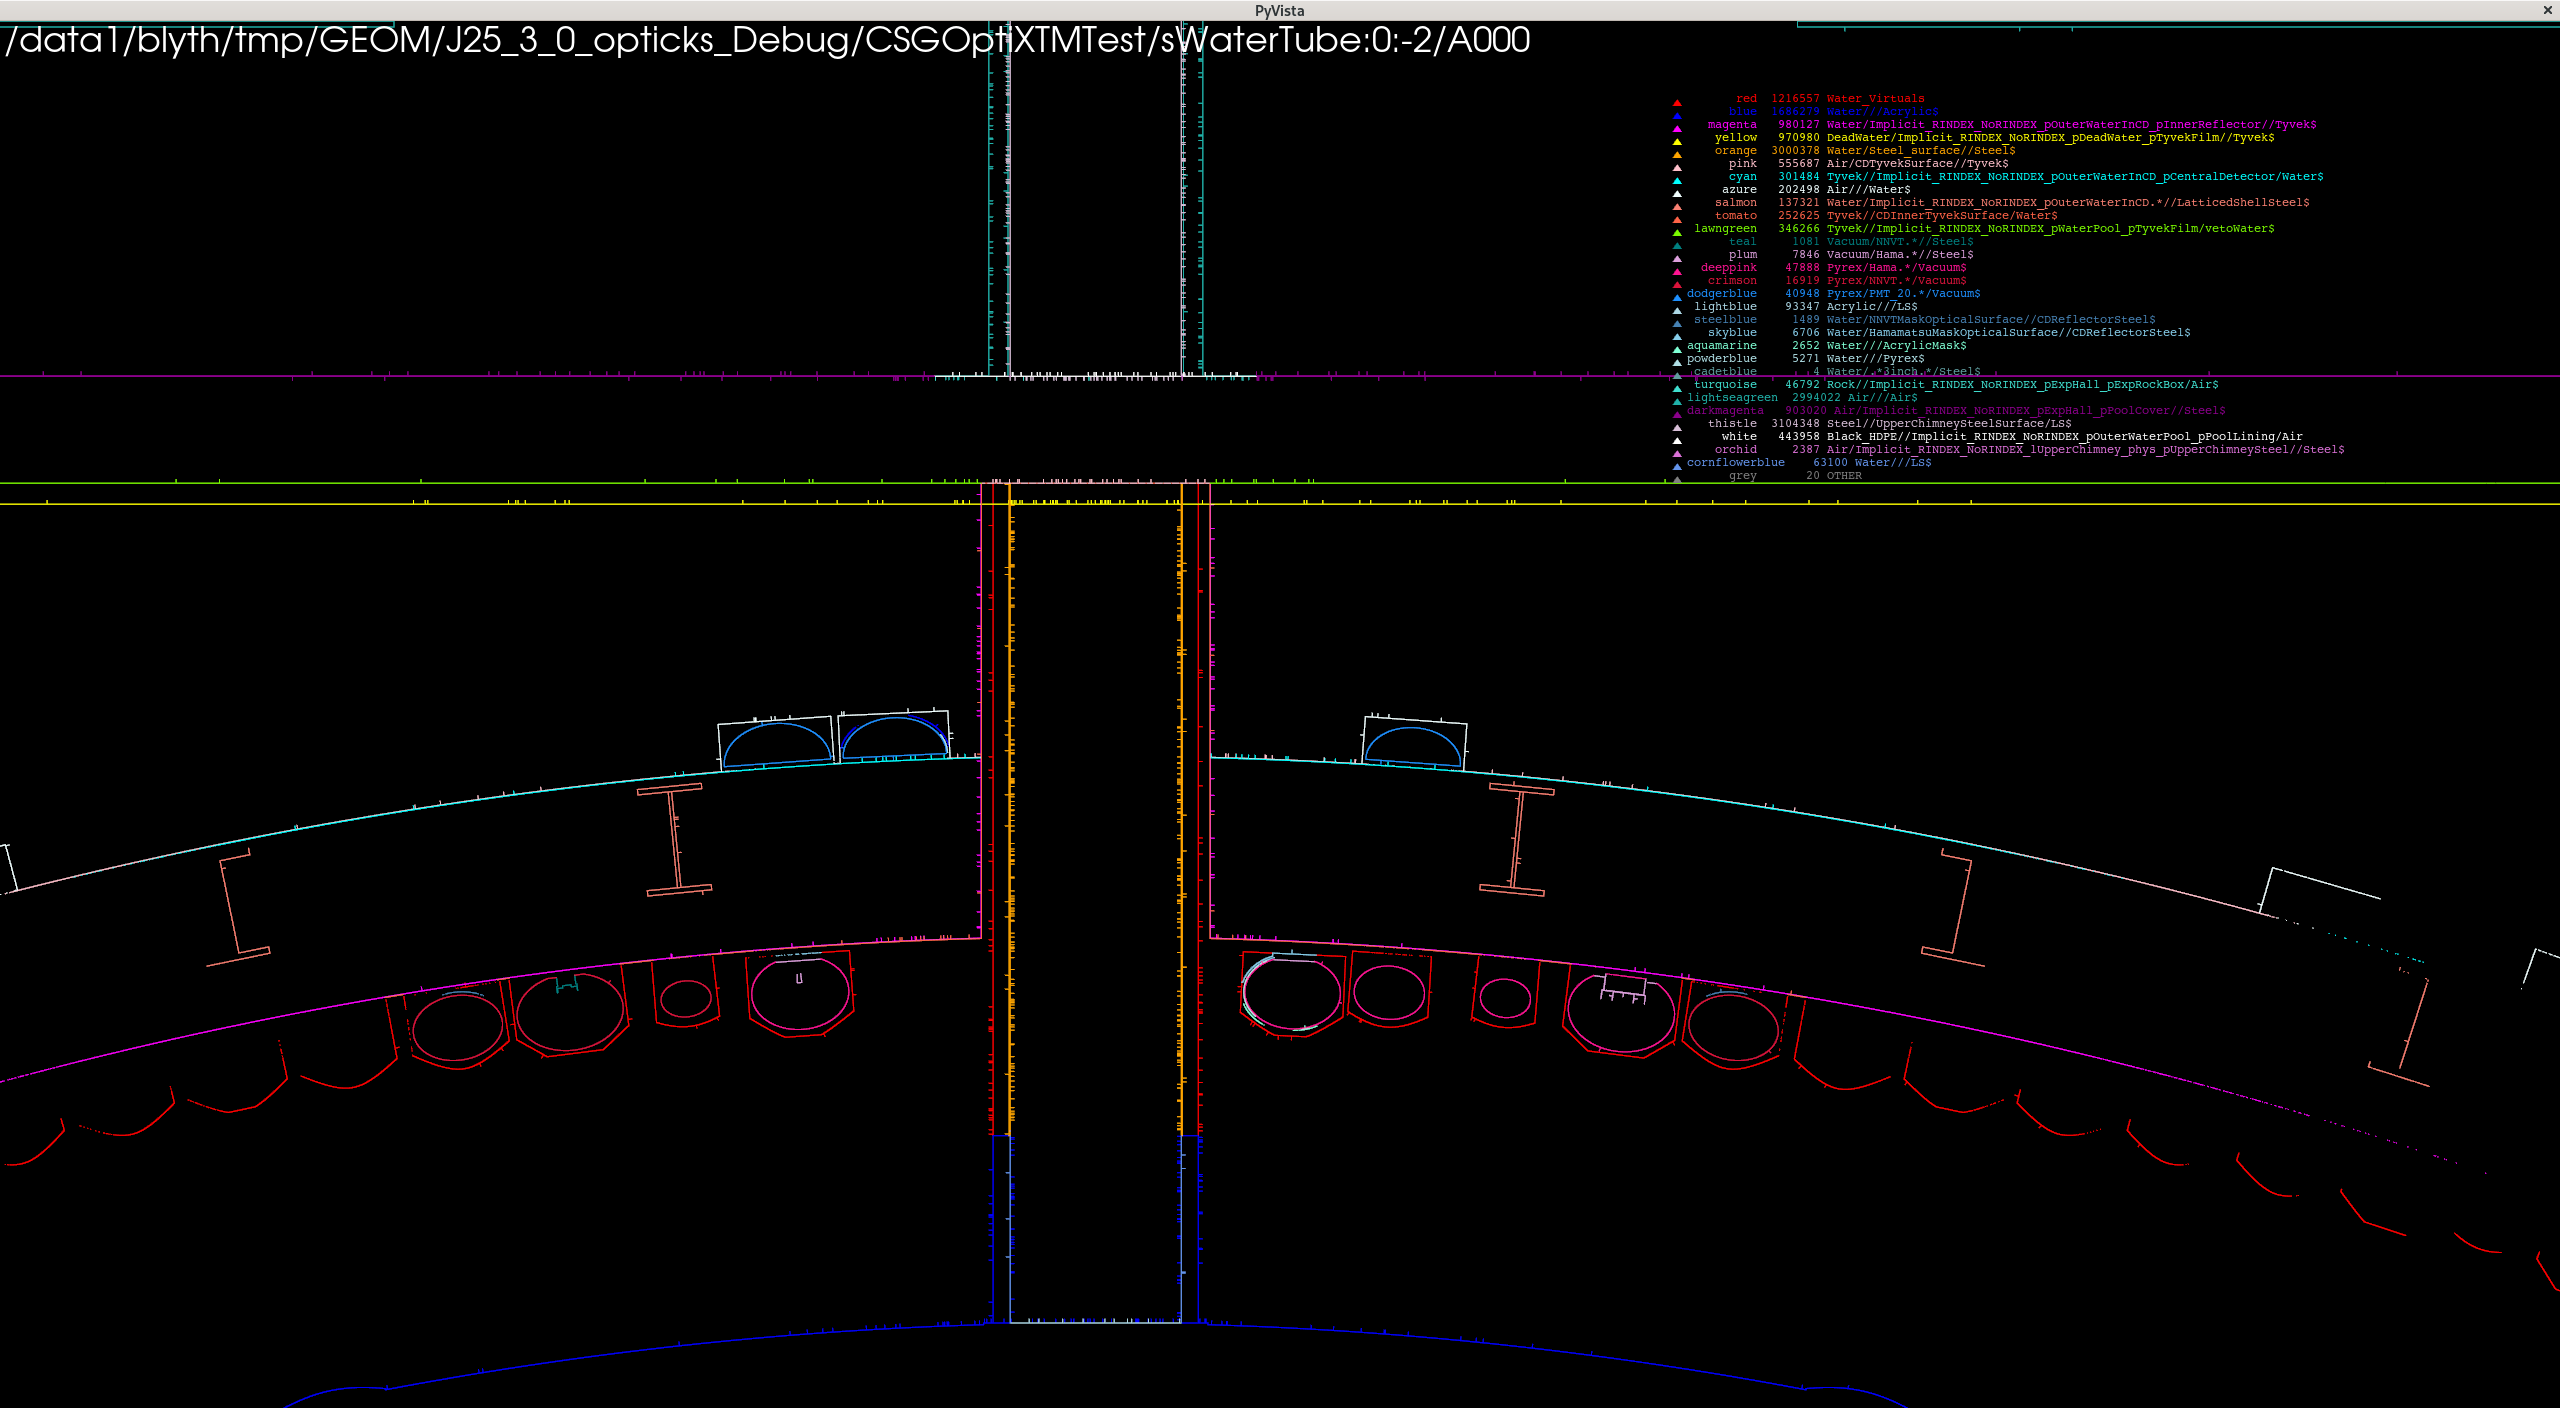 PyVista
/data1/blyth/tmp/GEOM/J25_3_0_opticks_Debug/CSGOptiXTMTest/sWaterTube:0:-2/A000
red 1216557 Water_Virtuals
blue 1686279 Water///Acrylic$
magenta 980127 Water/Implicit_RINDEX_NoRINDEX_pOuterWaterInCD_pInnerReflector//Tyvek$
yellow 970980 DeadWater/Implicit_RINDEX_NoRINDEX_pDeadWater_pTyvekFilm//Tyvek$
orange 3000378 Water/Steel_surface//Steel$
pink 555687 Air/CDTyvekSurface//Tyvek$
cyan 301484 Tyvek//Implicit_RINDEX_NoRINDEX_pOuterWaterInCD_pCentralDetector/Water$
azure 202498 Air///Water$
salmon 137321 Water/Implicit_RINDEX_NoRINDEX_pOuterWaterInCD.*//LatticedShellSteel$
tomato 252625 Tyvek//CDInnerTyvekSurface/Water$
lawngreen 346266 Tyvek//Implicit_RINDEX_NoRINDEX_pWaterPool_pTyvekFilm/vetoWater$
teal 1081 Vacuum/NNVT.*//Steel$
plum 7846 Vacuum/Hama.*//Steel$
deeppink 47888 Pyrex/Hama.*/Vacuum$
crimson 16919 Pyrex/NNVT.*/Vacuum$
dodgerblue 40948 Pyrex/PMT_20.*/Vacuum$
lightblue 93347 Acrylic///LS$
steelblue 1489 Water/NNVTMaskOpticalSurface//CDReflectorSteel$
skyblue 6706 Water/HamamatsuMaskOpticalSurface//CDReflectorSteel$
aquamarine 2652 Water///AcrylicMask$
powderblue 5271 Water///Pyrex$
cadetblue 4 Water/.*3inch.*/Steel$
turquoise 46792 Rock//Implicit_RINDEX_NoRINDEX_pExpHall_pExpRockBox/Air$
lightseagreen 2994022 Air///Air$
darkmagenta 903020 Air/Implicit_RINDEX_NoRINDEX_pExpHall_pPoolCover//Steel$
thistle 3104348 Steel//UpperChimneySteelSurface/LS$
white 443958 Black_HDPE//Implicit_RINDEX_NoRINDEX_pOuterWaterPool_pPoolLining/Air
orchid 2387 Air/Implicit_RINDEX_NoRINDEX_lUpperChimney_phys_pUpperChimneySteel//Steel$
cornflowerblue 63100 Water///LS$
grey 20 OTHER